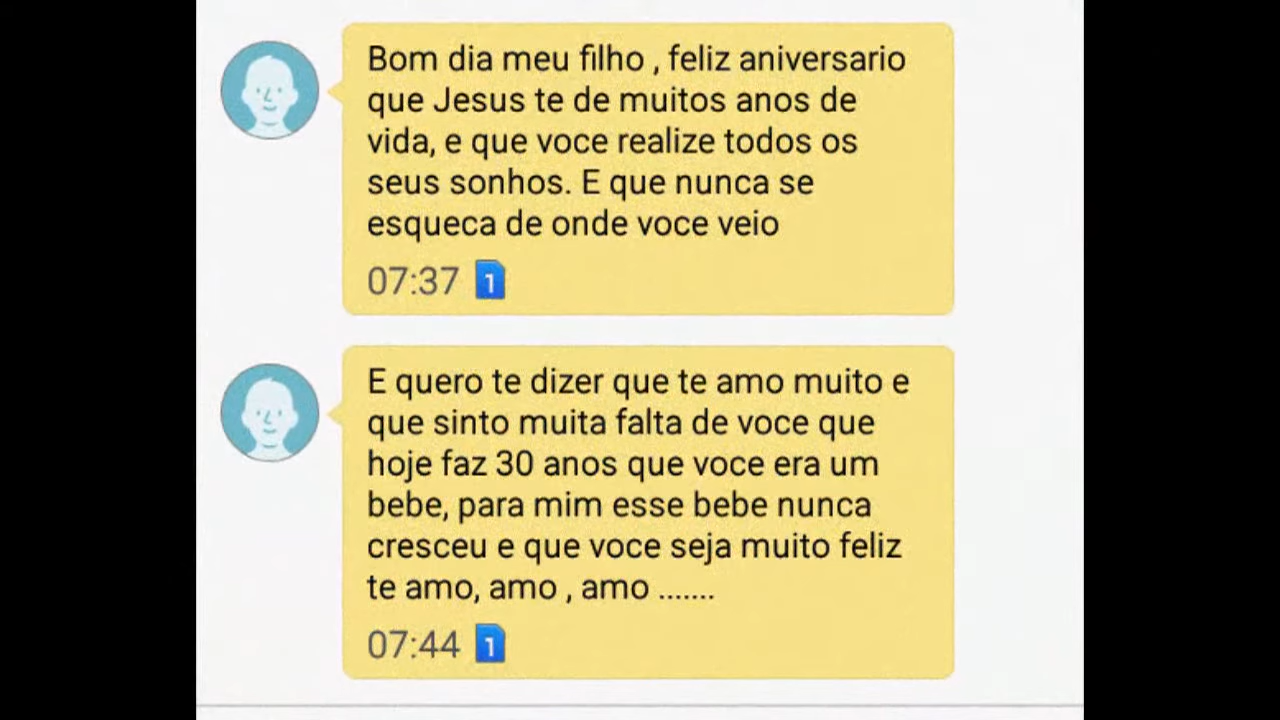 Bom dia meu filho , feliz aniversario
que Jesus te de muitos anos de
vida, e que voce realize todos os
seus sonhos. E que nunca se
esqueca de onde voce veio
07:37 1
E quero te dizer que te amo muito e
que sinto muita falta de voce que
hoje faz 30 anos que voce era um
bebe, para mim esse bebe nunca
cresceu e que voce seja muito feliz
te amo, amo , amo .......
07:44 1